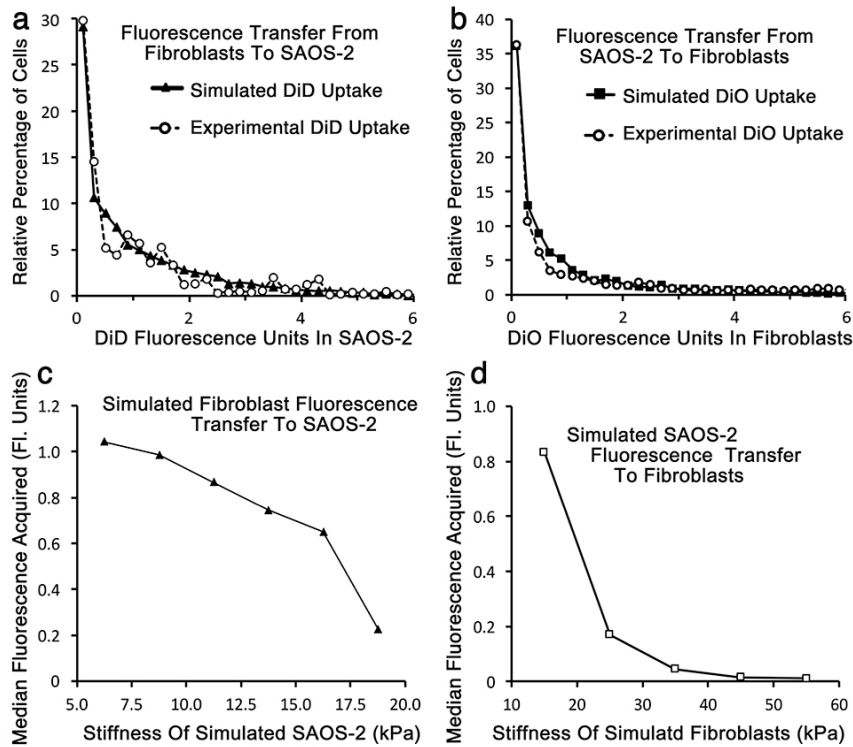 a
Fluorescence Transfer From
Fibroblasts To SAOS-2
Simulated DiD Uptake
Experimental DiD Uptake
Relative Percentage of Cells
30
25
20
15
10
5
0
0 2 4 6
DiD Fluorescence Units In SAOS-2
b
Fluorescence Transfer From
SAOS-2 To Fibroblasts
Simulated DiO Uptake
Experimental DiO Uptake
Relative Percentage of Cells
40
35
30
25
20
15
10
5
0
0 2 4 6
DiO Fluorescence Units In Fibroblasts
c
Simulated Fibroblast Fluorescence
Transfer To SAOS-2
Median Fluorescence Acquired (Fl. Units)
1.2
1.0
0.8
0.6
0.4
0.2
0
5.0 7.5 10.0 12.5 15.0 17.5 20.0
Stiffness Of Simulated SAOS-2 (kPa)
d
Simulated SAOS-2
Fluorescence Transfer
To Fibroblasts
Median Fluorescence Acquired (Fl. Units)
1.0
0.8
0.6
0.4
0.2
0
10 20 30 40 50 60
Stiffness Of Simulatd Fibroblasts (kPa)